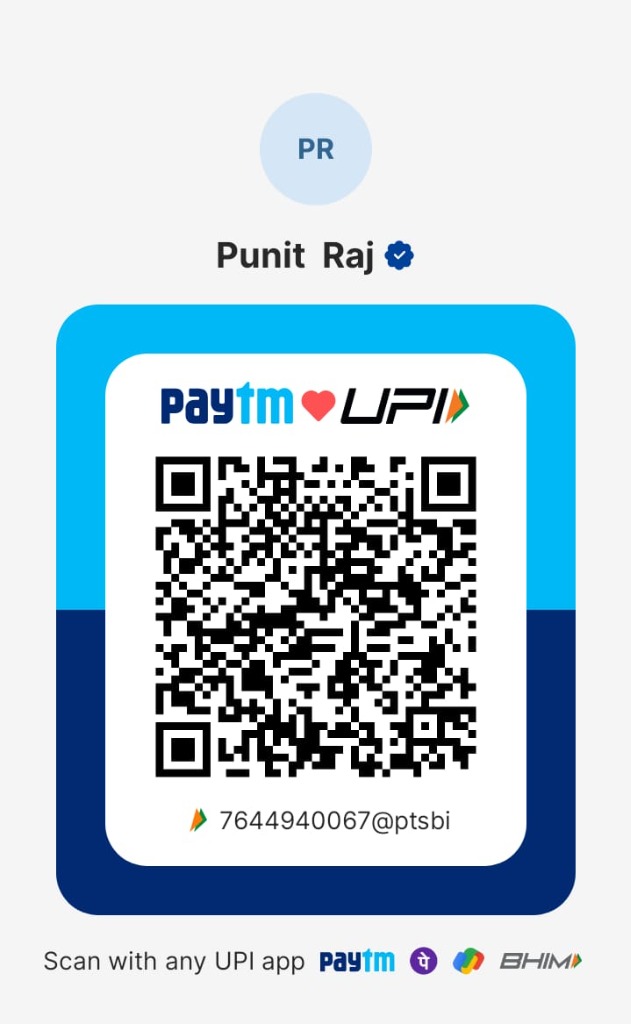 PR
Punit Raj
paytm UPI
7644940067@ptsbi
Scan with any UPI app paytm पे BHIM